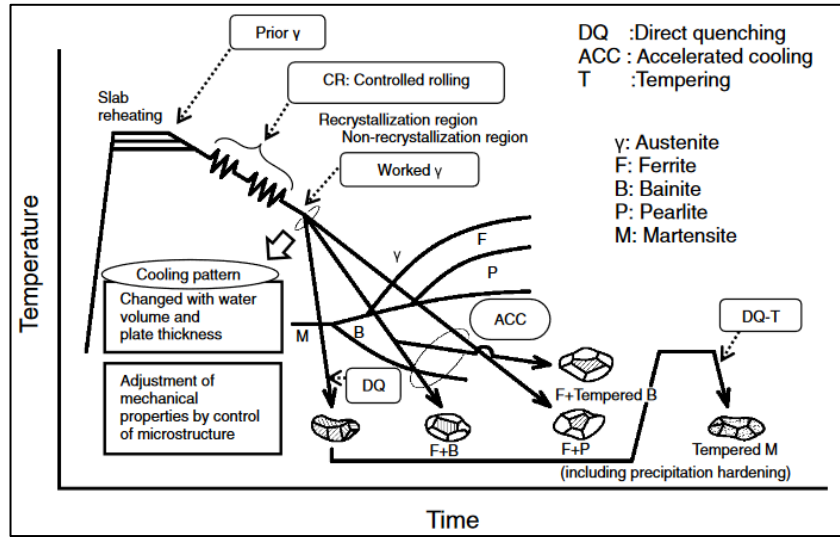 Prior γ
DQ :Direct quenching
ACC : Accelerated cooling
T :Tempering
CR: Controlled rolling
Slab
reheating
Recrystallization region
Non-recrystallization region
γ: Austenite
F: Ferrite
B: Bainite
P: Pearlite
M: Martensite
Worked γ
Temperature
F
γ
P
Cooling pattern
Changed with water
volume and
plate thickness
M
B
ACC
DQ-T
Adjustment of
mechanical
properties by control
of microstructure
DQ
F+Tempered B
F+B
F+P
Tempered M
(including precipitation hardening)
Time